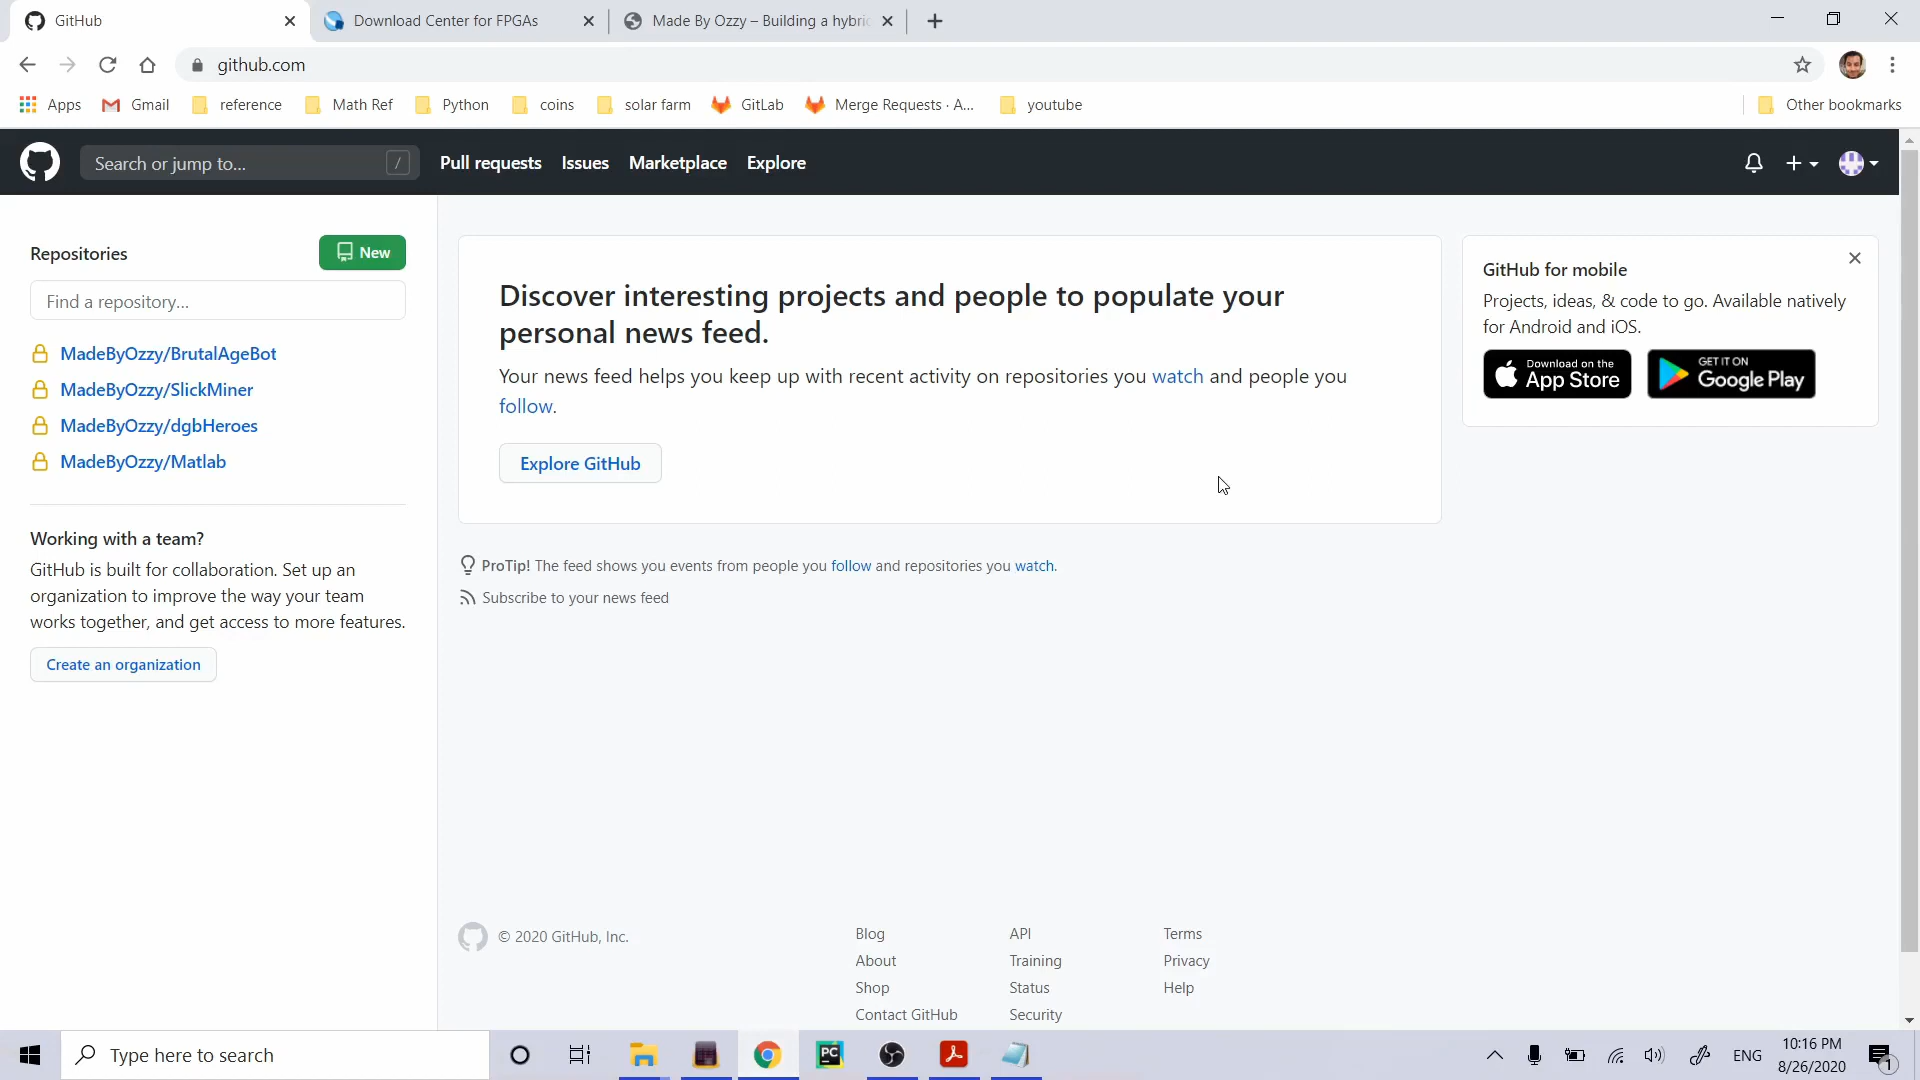 GitHub
Download Center for FPGAs
Made By Ozzy – Building a hybri
github.com
Apps
Gmail
reference
Math Ref
Python
coins
solar farm
GitLab
Merge Requests · A...
youtube
Other bookmarks
Search or jump to...
/
Pull requests
Issues
Marketplace
Explore
Repositories
New
Find a repository...
MadeByOzzy/BrutalAgeBot
MadeByOzzy/SlickMiner
MadeByOzzy/dgbHeroes
MadeByOzzy/Matlab
Working with a team?
GitHub is built for collaboration. Set up an
organization to improve the way your team
works together, and get access to more features.
Create an organization
Discover interesting projects and people to populate your
personal news feed.
Your news feed helps you keep up with recent activity on repositories you watch and people you
follow.
Explore GitHub
ProTip! The feed shows you events from people you follow and repositories you watch.
Subscribe to your news feed
GitHub for mobile
Projects, ideas, & code to go. Available natively
for Android and iOS.
Download on the
App Store
GET IT ON
Google Play
© 2020 GitHub, Inc.
Blog
About
Shop
Contact GitHub
API
Training
Status
Security
Terms
Privacy
Help
Type here to search
PC
ENG
10:16 PM
8/26/2020
1